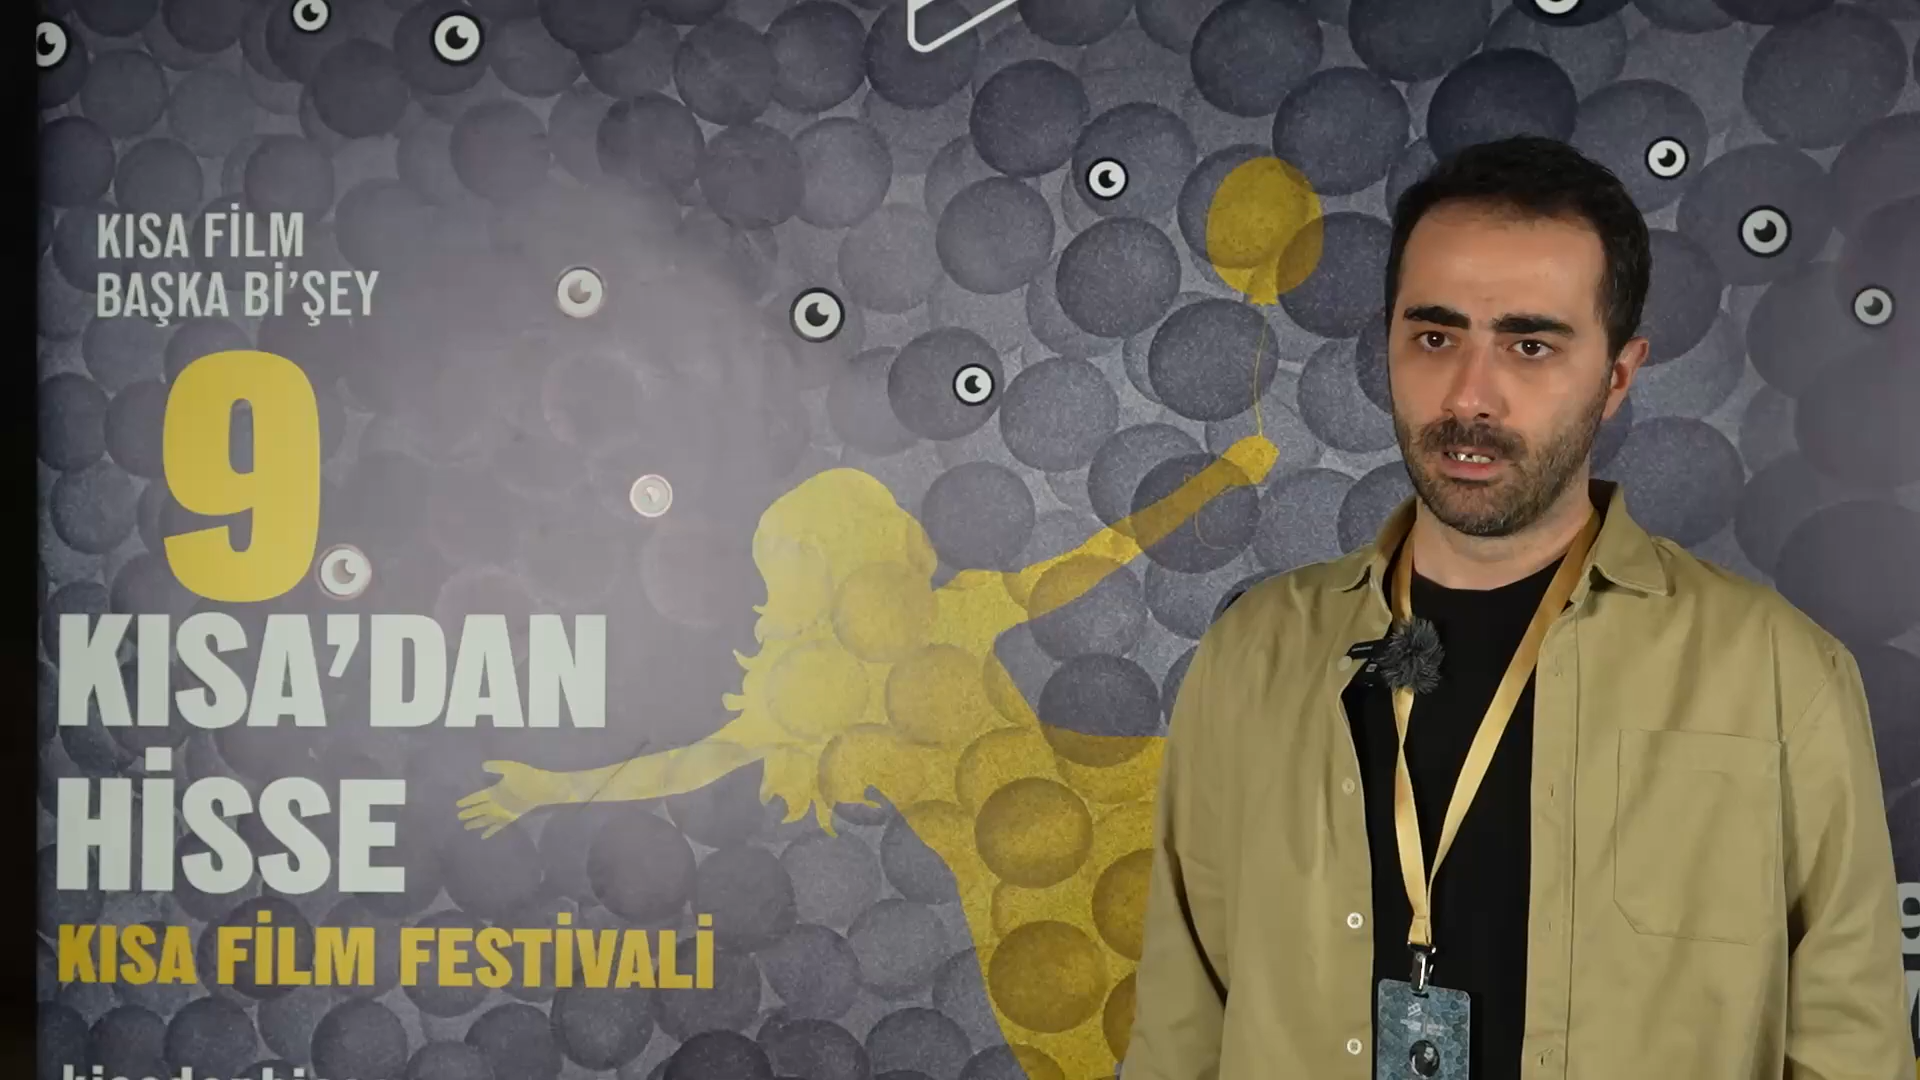 KISA FİLM
BAŞKA Bİ'ŞEY
9
KISA'DAN
HİSSE
KISA FİLM FESTİVALİ